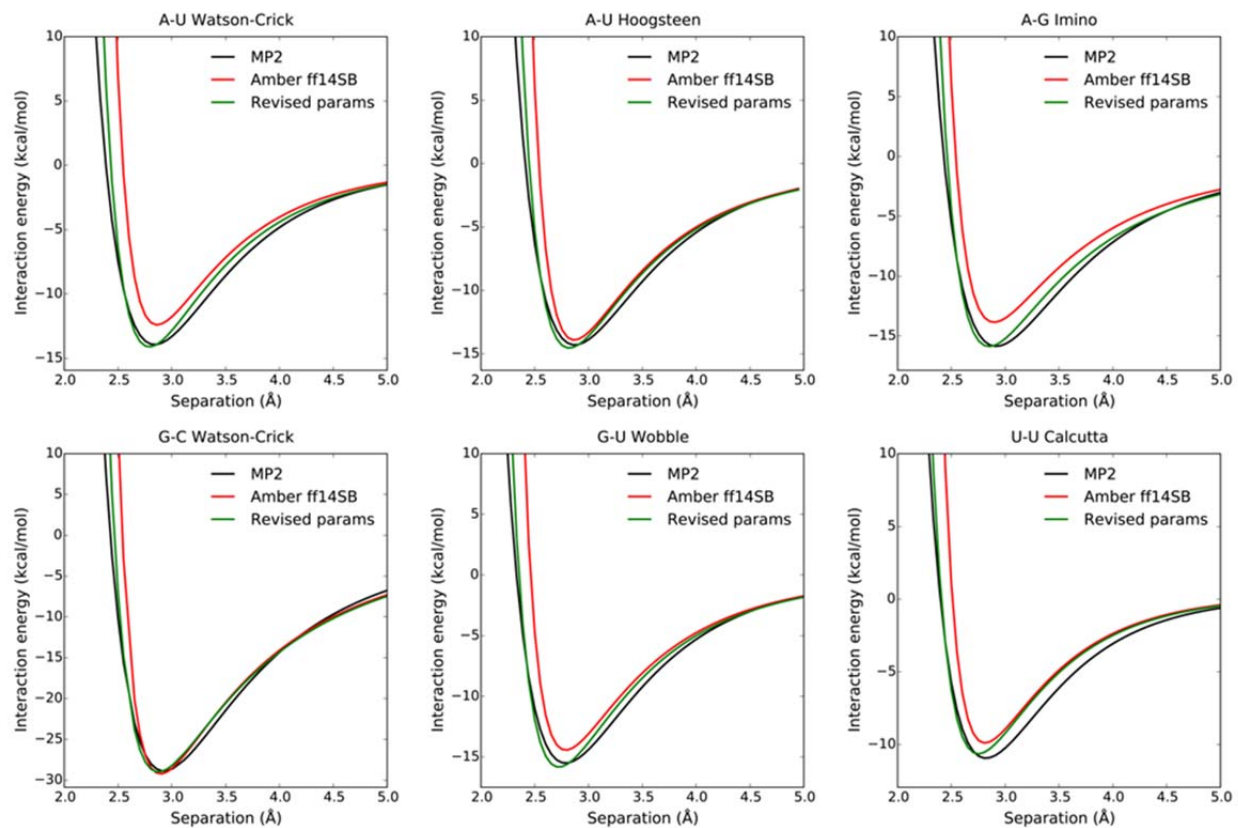 A-U Watson-Crick
Interaction energy (kcal/mol)
10
5
0
−5
−10
−15
MP2
Amber ff14SB
Revised params
2.0 2.5 3.0 3.5 4.0 4.5 5.0
Separation (Å)
A-U Hoogsteen
Interaction energy (kcal/mol)
10
5
0
−5
−10
−15
MP2
Amber ff14SB
Revised params
2.0 2.5 3.0 3.5 4.0 4.5 5.0
Separation (Å)
A-G Imino
Interaction energy (kcal/mol)
10
5
0
−5
−10
−15
MP2
Amber ff14SB
Revised params
2.0 2.5 3.0 3.5 4.0 4.5 5.0
Separation (Å)
G-C Watson-Crick
Interaction energy (kcal/mol)
10
5
0
−5
−10
−15
−20
−25
−30
MP2
Amber ff14SB
Revised params
2.0 2.5 3.0 3.5 4.0 4.5 5.0
Separation (Å)
G-U Wobble
Interaction energy (kcal/mol)
10
5
0
−5
−10
−15
MP2
Amber ff14SB
Revised params
2.0 2.5 3.0 3.5 4.0 4.5 5.0
Separation (Å)
U-U Calcutta
Interaction energy (kcal/mol)
10
5
0
−5
−10
MP2
Amber ff14SB
Revised params
2.0 2.5 3.0 3.5 4.0 4.5 5.0
Separation (Å)